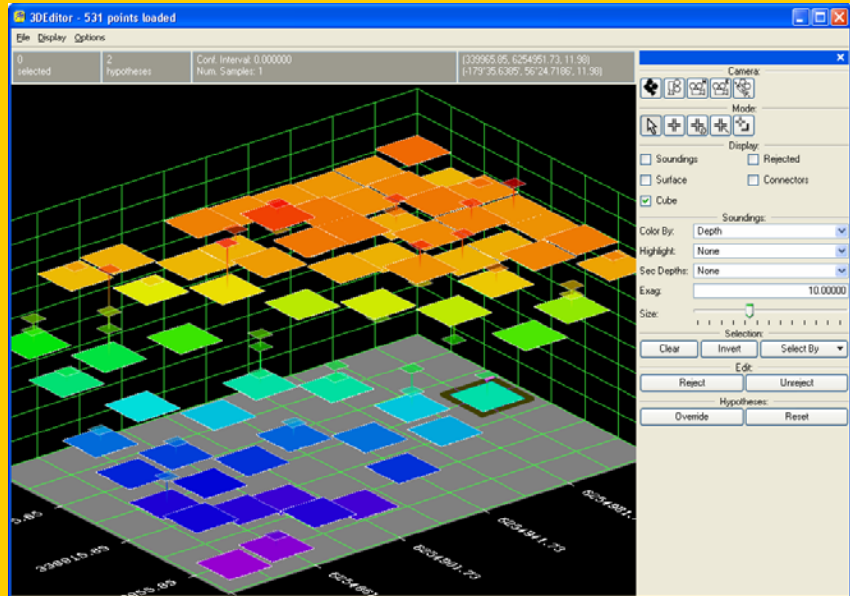 3DEditor - 531 points loaded
File Display Options
0 selected
2 hypotheses
Conf. Interval: 0.000000
Num. Samples: 1
(339965.85, 6254951.73, 11.98)
(-179°35.6385', 56°24.7186', 11.98)
Camera:
Mode:
Display:
Soundings Rejected
Surface Connectors
Cube
Soundings:
Color By: Depth
Highlight: None
Sec Depths: None
Exag: 10.00000
Size:
Selection:
Clear Invert Select By
Edit:
Reject Unreject
Hypotheses:
Override Reset
6254941.73
6254901.73